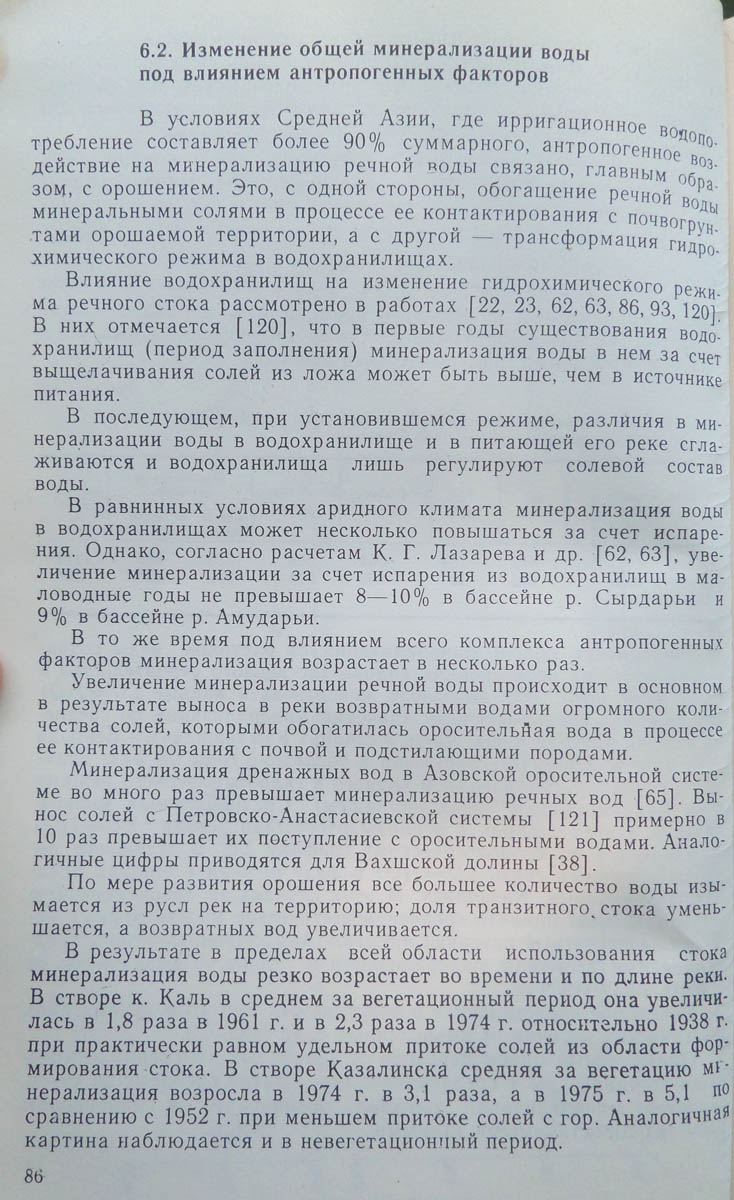 6.2. Изменение общей минерализации воды
под влиянием антропогенных факторов
В условиях Средней Азии, где ирригационное водопо-
требление составляет более 90% суммарного, антропогенное воз-
действие на минерализацию речной воды связано, главным обра-
зом, с орошением. Это, с одной стороны, обогащение речной воды
минеральными солями в процессе ее контактирования с почвогрун-
тами орошаемой территории, а с другой — трансформация гидро-
химического режима в водохранилищах.
Влияние водохранилищ на изменение гидрохимического режи-
ма речного стока рассмотрено в работах [22, 23, 62, 63, 86, 93, 120].
В них отмечается [120], что в первые годы существования водо-
хранилищ (период заполнения) минерализация воды в нем за счет
выщелачивания солей из ложа может быть выше, чем в источнике
питания.
В последующем, при установившемся режиме, различия в ми-
нерализации воды в водохранилище и в питающей его реке сгла-
живаются и водохранилища лишь регулируют солевой состав
воды.
В равнинных условиях аридного климата минерализация воды
в водохранилищах может несколько повышаться за счет испаре-
ния. Однако, согласно расчетам К. Г. Лазарева и др. [62, 63], уве-
личение минерализации за счет испарения из водохранилищ в ма-
ловодные годы не превышает 8—10% в бассейне р. Сырдарьи и
9% в бассейне р. Амударьи.
В то же время под влиянием всего комплекса антропогенных
факторов минерализация возрастает в несколько раз.
Увеличение минерализации речной воды происходит в основном
в результате выноса в реки возвратными водами огромного коли-
чества солей, которыми обогатилась оросительная вода в процессе
ее контактирования с почвой и подстилающими породами.
Минерализация дренажных вод в Азовской оросительной систе-
ме во много раз превышает минерализацию речных вод [65]. Вы-
нос солей с Петровско-Анастасиевской системы [121] примерно в
10 раз превышает их поступление с оросительными водами. Анало-
гичные цифры приводятся для Вахшской долины [38].
По мере развития орошения все большее количество воды изы-
мается из русл рек на территорию; доля транзитного стока умень-
шается, а возвратных вод увеличивается.
В результате в пределах всей области использования стока
минерализация воды резко возрастает во времени и по длине реки.
В створе к. Каль в среднем за вегетационный период она увеличи-
лась в 1,8 раза в 1961 г. и в 2,3 раза в 1974 г. относительно 1938 г.
при практически равном удельном притоке солей из области фор-
мирования стока. В створе Казалинска средняя за вегетацию ми-
нерализация возросла в 1974 г. в 3,1 раза, а в 1975 г. в 5,1 по
сравнению с 1952 г. при меньшем притоке солей с гор. Аналогичная
картина наблюдается и в невегетационный период.
86